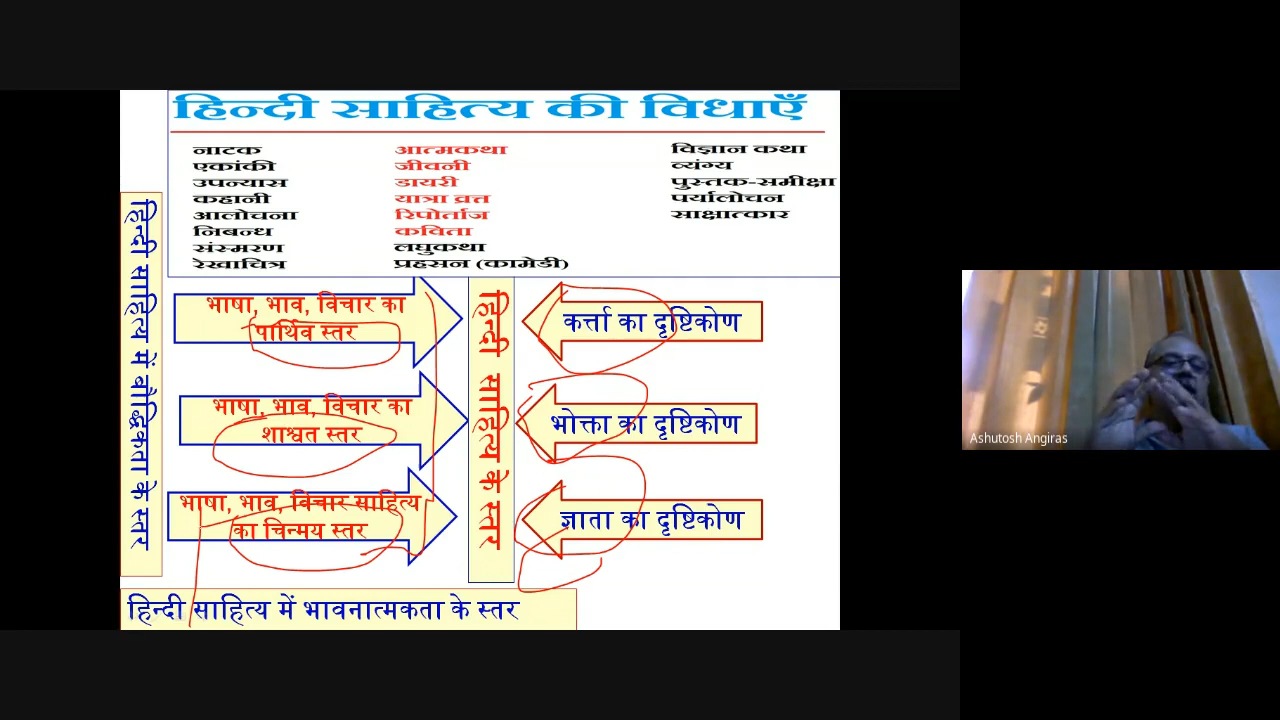 हिन्दी साहित्य की विधाएँ
नाटक
एकांकी
उपन्यास
कहानी
आलोचना
निबन्ध
संस्मरण
रेखाचित्र
आत्मकथा
जीवनी
डायरी
यात्रा व्रत्त
रिपोर्ताज
कविता
लघुकथा
प्रहसन (कामेडी)
विज्ञान कथा
व्यंग्य
पुस्तक-समीक्षा
पर्यालोचन
साक्षात्कार
हिन्दी साहित्य में बौद्धिकता के स्तर
भाषा, भाव, विचार का
पार्थिव स्तर
भाषा, भाव, विचार का
शाश्वत स्तर
भाषा, भाव, विचार साहित्य
का चिन्मय स्तर
हिन्दी साहित्य के स्तर
कर्त्ता का दृष्टिकोण
भोक्ता का दृष्टिकोण
ज्ञाता का दृष्टिकोण
हिन्दी साहित्य में भावनात्मकता के स्तर
Ashutosh Angiras